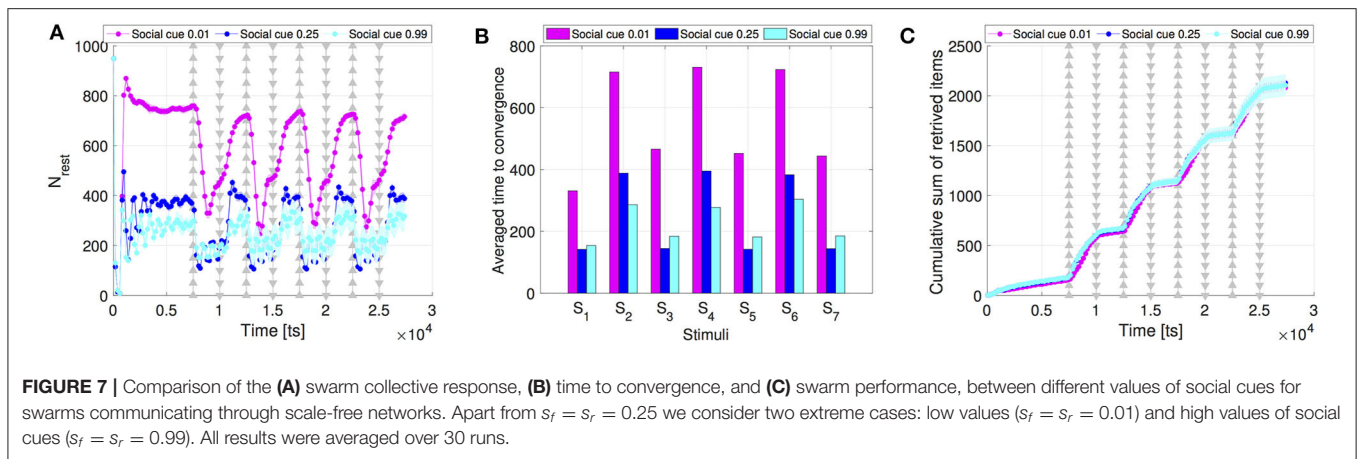 A
Social cue 0.01 Social cue 0.25 Social cue 0.99
1000
800
600
400
200
0
N_rest
0 0.5 1 1.5 2 2.5 3
Time [ts]
×10^4
B
Social cue 0.01 Social cue 0.25 Social cue 0.99
800
600
400
200
0
Averaged time to convergence
S_1 S_2 S_3 S_4 S_5 S_6 S_7
Stimuli
C
Social cue 0.01 Social cue 0.25 Social cue 0.99
2500
2000
1500
1000
500
0
Cumulative sum of retrived items
0 0.5 1 1.5 2 2.5 3
Time [ts]
×10^4
FIGURE 7 | Comparison of the (A) swarm collective response, (B) time to convergence, and (C) swarm performance, between different values of social cues for
swarms communicating through scale-free networks. Apart from s_f = s_r = 0.25 we consider two extreme cases: low values (s_f = s_r = 0.01) and high values of social
cues (s_f = s_r = 0.99). All results were averaged over 30 runs.